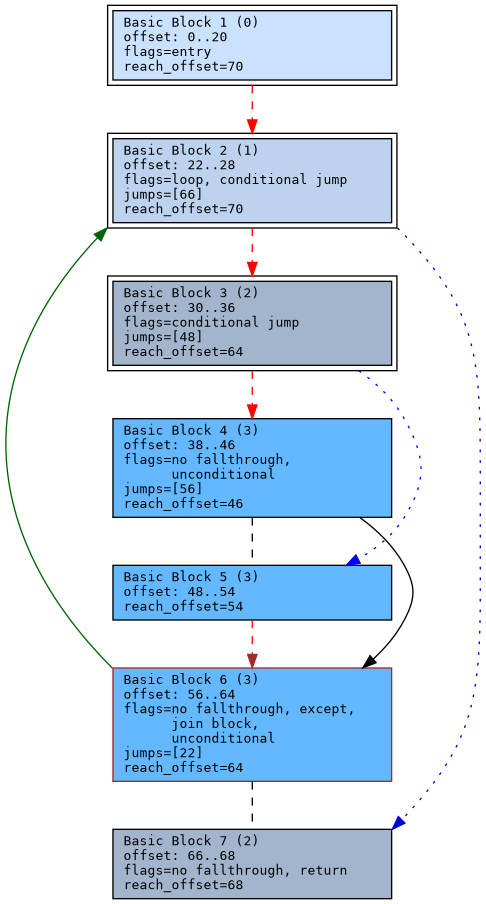 Basic Block 1 (0)
offset: 0..20
flags=entry
reach_offset=70
Basic Block 2 (1)
offset: 22..28
flags=loop, conditional jump
jumps=[66]
reach_offset=70
Basic Block 3 (2)
offset: 30..36
flags=conditional jump
jumps=[48]
reach_offset=64
Basic Block 4 (3)
offset: 38..46
flags=no fallthrough,
unconditional
jumps=[56]
reach_offset=46
Basic Block 5 (3)
offset: 48..54
reach_offset=54
Basic Block 6 (3)
offset: 56..64
flags=no fallthrough, except,
join block,
unconditional
jumps=[22]
reach_offset=64
Basic Block 7 (2)
offset: 66..68
flags=no fallthrough, return
reach_offset=68